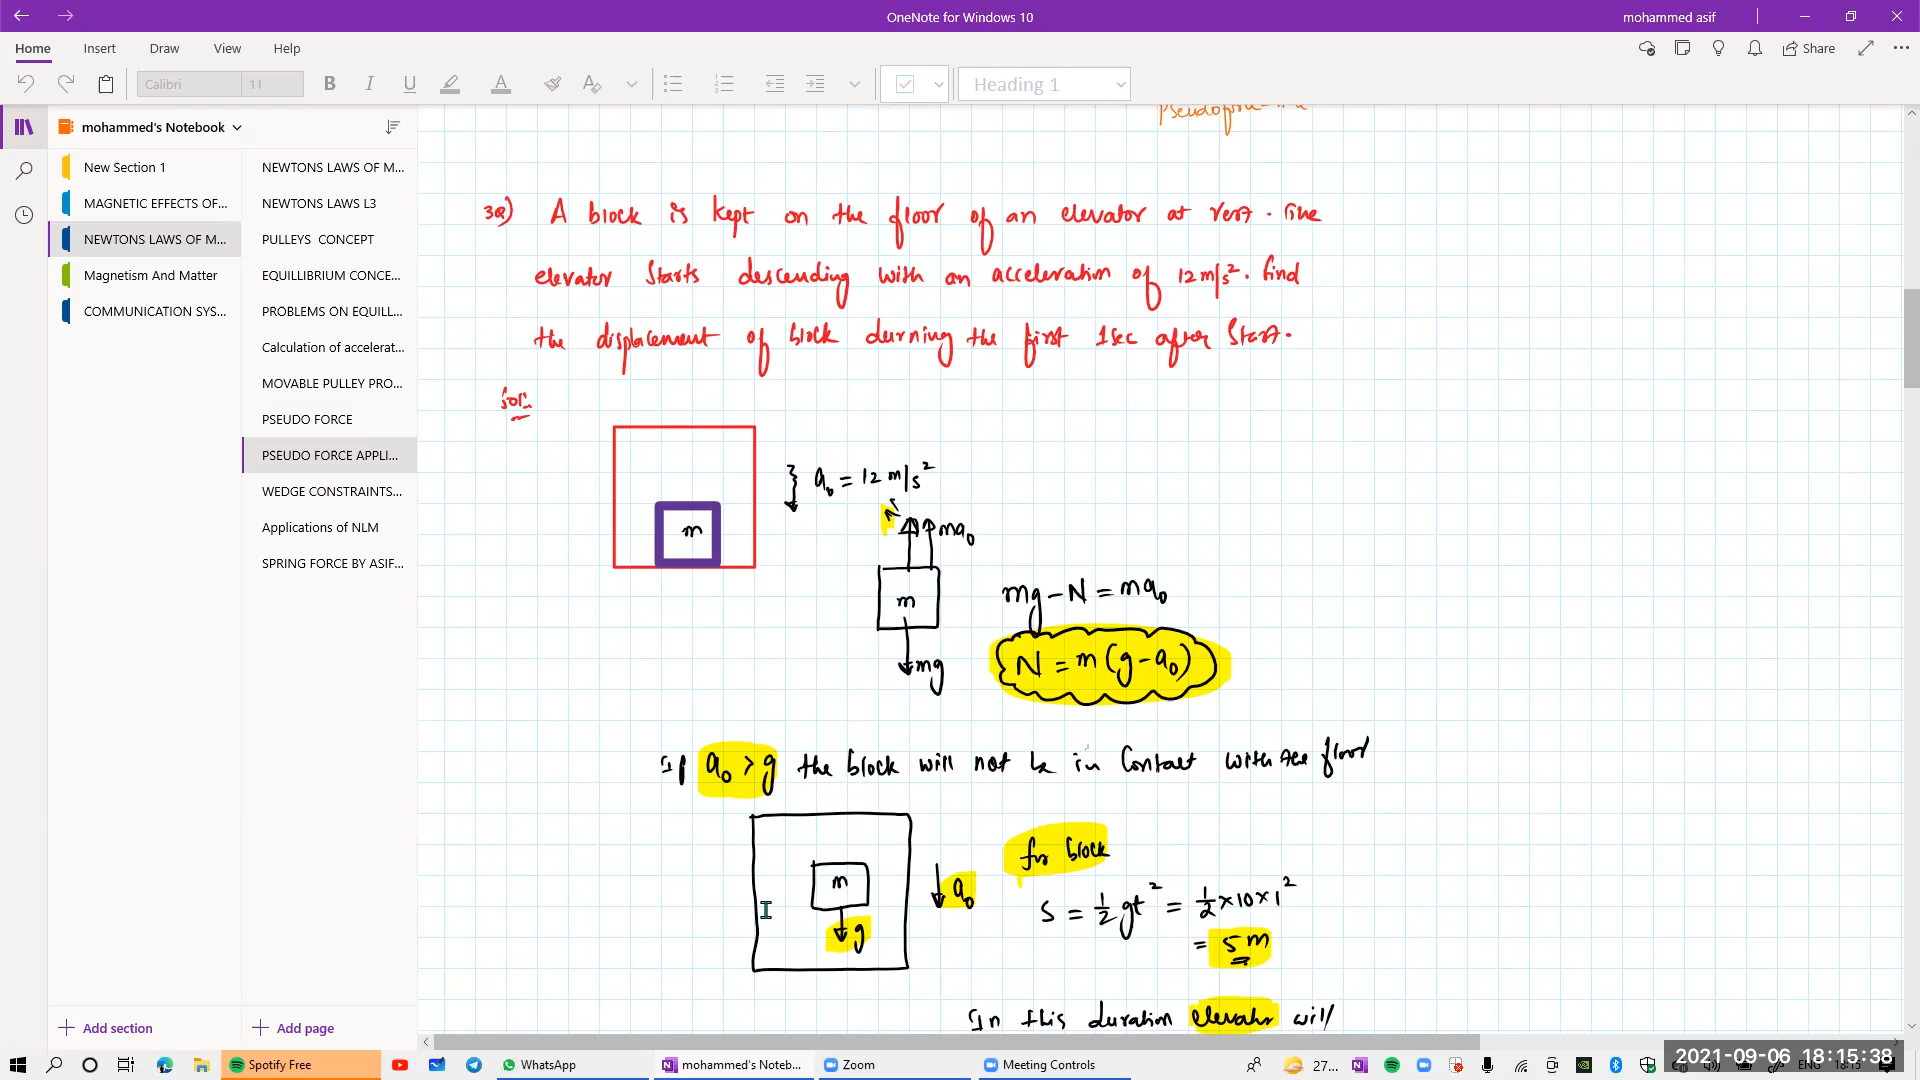 OneNote for Windows 10
mohammed asif
Home
Insert
Draw
View
Help
Share
Calibri
11
B
I
U
A
Heading 1
mohammed's Notebook
New Section 1
MAGNETIC EFFECTS OF...
NEWTONS LAWS OF M...
Magnetism And Matter
COMMUNICATION SYS...
Add section
NEWTONS LAWS OF M...
NEWTONS LAWS L3
PULLEYS CONCEPT
EQUILLIBRIUM CONCE...
PROBLEMS ON EQUILL...
Calculation of accelerat...
MOVABLE PULLEY PRO...
PSEUDO FORCE
PSEUDO FORCE APPLI...
WEDGE CONSTRAINTS...
Applications of NLM
SPRING FORCE BY ASIF...
Add page
3Q) A block is kept on the floor of an elevator at rest. The
elevator starts descending with an acceleration of 12 m/s². find
the displacement of block durning the first 1sec after start.
Sol:
m
a₀ = 12 m/s²
ma₀
m
mg
mg - N = ma₀
N = m(g-a₀)
If a₀ > g the block will not be in Contact with the floor
m
g
a₀
for block
S = ½gt² = ½×10×1²
= 5m
In this duration elevator will
Spotify Free
WhatsApp
mohammed's Noteb...
Zoom
Meeting Controls
27...
ENG
18:15
2021-09-06 18:15:38